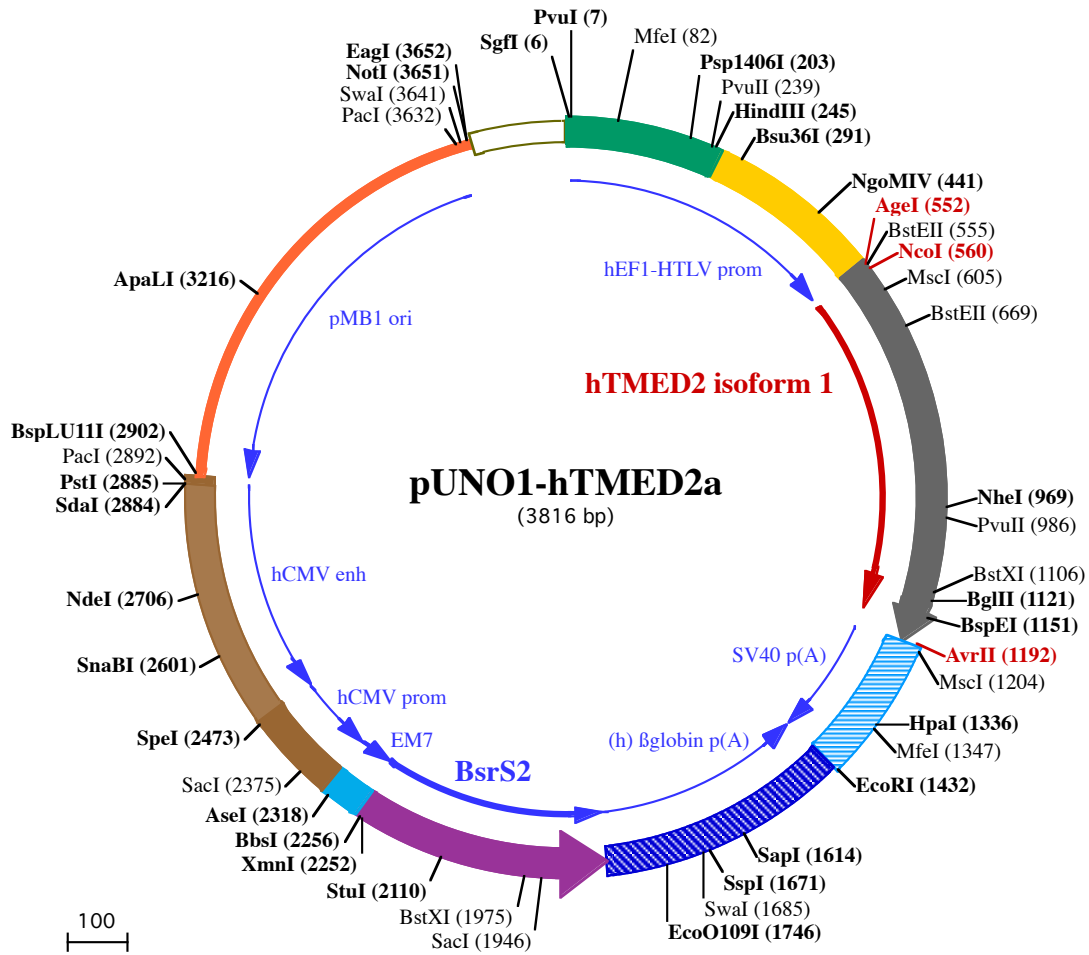 PvuI (7)
SgfI (6)
MfeI (82)
Psp1406I (203)
PvuII (239)
HindIII (245)
Bsu36I (291)
NgoMIV (441)
AgeI (552)
BstEII (555)
NcoI (560)
MscI (605)
BstEII (669)
NheI (969)
PvuII (986)
BstXI (1106)
BglII (1121)
BspEI (1151)
AvrII (1192)
MscI (1204)
HpaI (1336)
MfeI (1347)
EcoRI (1432)
SapI (1614)
SspI (1671)
SwaI (1685)
EcoO109I (1746)
SacI (1946)
BstXI (1975)
StuI (2110)
XmnI (2252)
BbsI (2256)
AseI (2318)
SacI (2375)
SpeI (2473)
SnaBI (2601)
NdeI (2706)
SdaI (2884)
PstI (2885)
PacI (2892)
BspLU11I (2902)
ApaLI (3216)
PacI (3632)
SwaI (3641)
NotI (3651)
EagI (3652)
hEF1-HTLV prom
pMB1 ori
hTMED2 isoform 1
pUNO1-hTMED2a
(3816 bp)
hCMV enh
SV40 p(A)
hCMV prom
EM7
(h) ßglobin p(A)
BsrS2
100